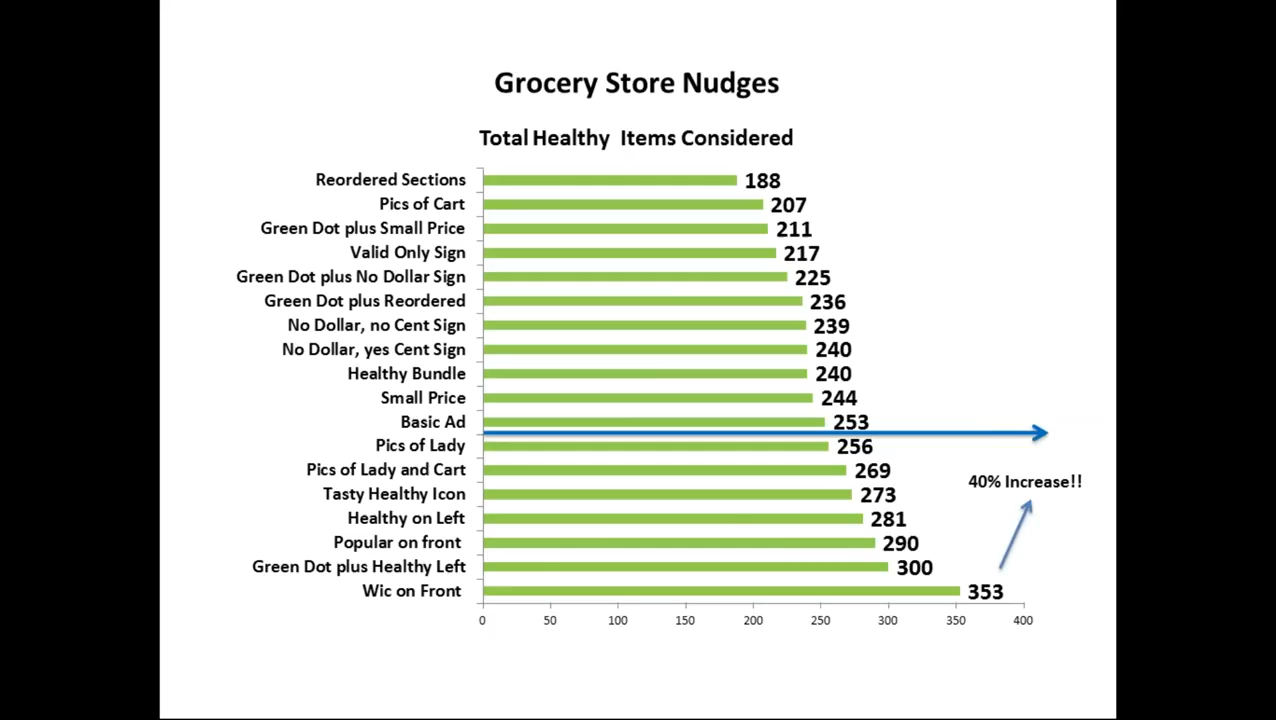 Grocery Store Nudges
Total Healthy Items Considered
Reordered Sections 188
Pics of Cart 207
Green Dot plus Small Price 211
Valid Only Sign 217
Green Dot plus No Dollar Sign 225
Green Dot plus Reordered 236
No Dollar, no Cent Sign 239
No Dollar, yes Cent Sign 240
Healthy Bundle 240
Small Price 244
Basic Ad 253
Pics of Lady 256
Pics of Lady and Cart 269
40% Increase!!
Tasty Healthy Icon 273
Healthy on Left 281
Popular on front 290
Green Dot plus Healthy Left 300
Wic on Front 353
0 50 100 150 200 250 300 350 400